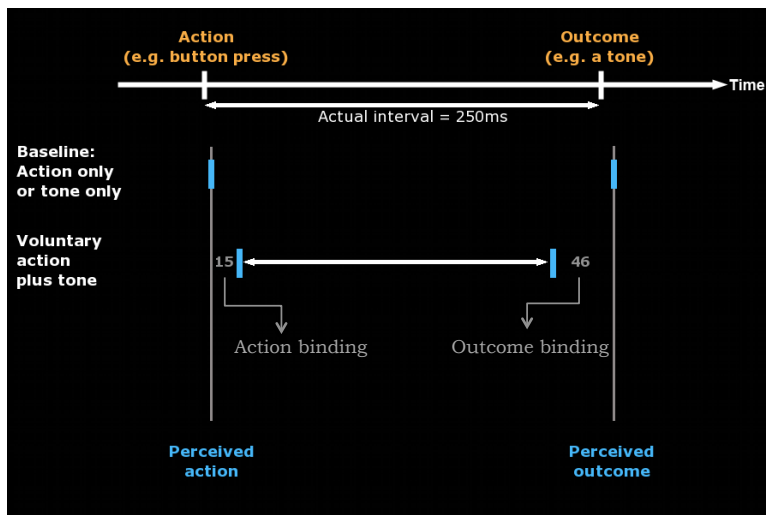 Action
(e.g. button press)
Outcome
(e.g. a tone)
Time
Actual interval = 250ms
Baseline:
Action only
or tone only
Voluntary
action
plus tone
15
46
Action binding
Outcome binding
Perceived
action
Perceived
outcome